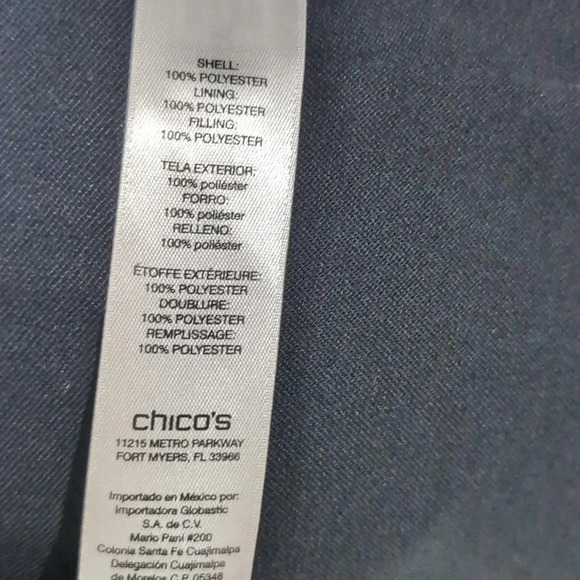 SHELL:
100% POLYESTER
LINING:
100% POLYESTER
FILLING:
100% POLYESTER
TELA EXTERIOR:
100% poliéster
FORRO:
100% poliéster
RELLENO:
100% poliéster
ÉTOFFE EXTÉRIEURE:
100% POLYESTER
DOUBLURE:
100% POLYESTER
REMPLISSAGE:
100% POLYESTER
chico's
11215 METRO PARKWAY
FORT MYERS, FL 33966
Importado en México por:
Importadora Globastic
S.A. de C.V.
Mario Pani #200
Colonia Santa Fe Cuajimalpa
Delegación Cuajimalpa
de Morelos C.P. 05348